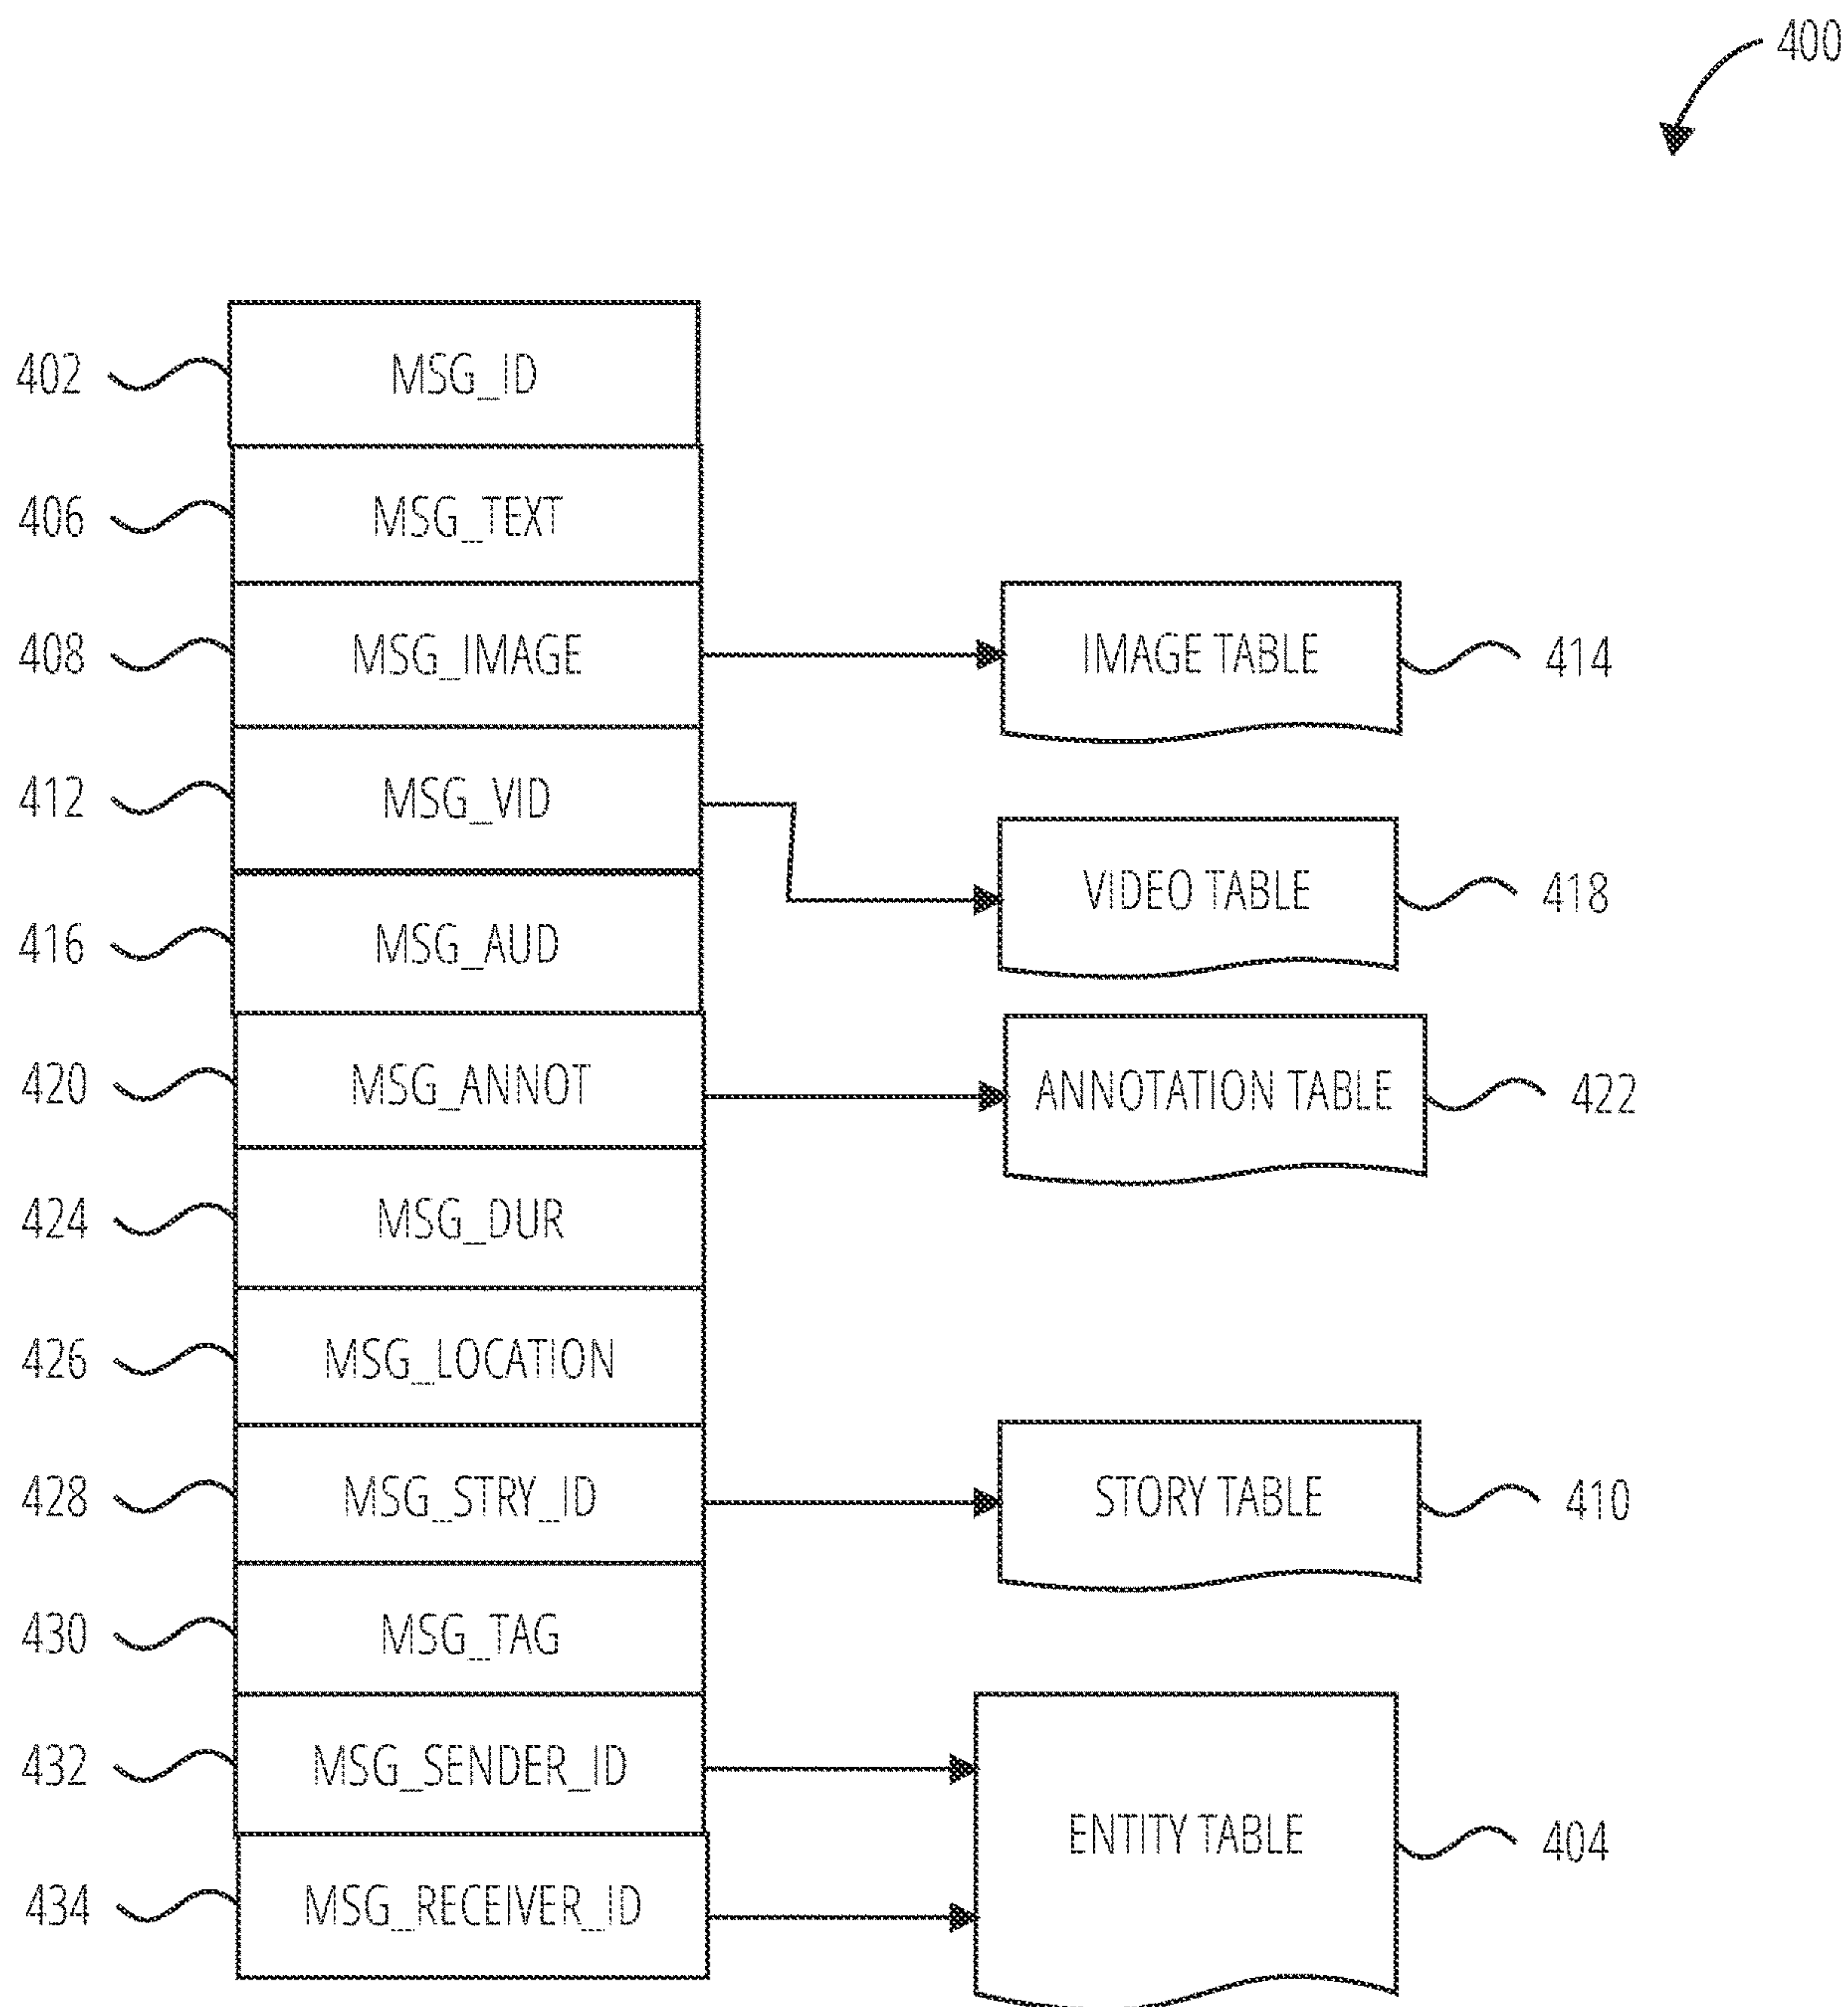 400
402 MSG_ID
406 MSG_TEXT
408 MSG_IMAGE IMAGE TABLE 414
412 MSG_VID
VIDEO TABLE 418
416 MSG_AUD
420 MSG_ANNOT ANNOTATION TABLE 422
424 MSG_DUR
426 MSG_LOCATION
428 MSG_STRY_ID STORY TABLE 410
430 MSG_TAG
432 MSG_SENDER_ID
ENTITY TABLE 404
434 MSG_RECEIVER_ID